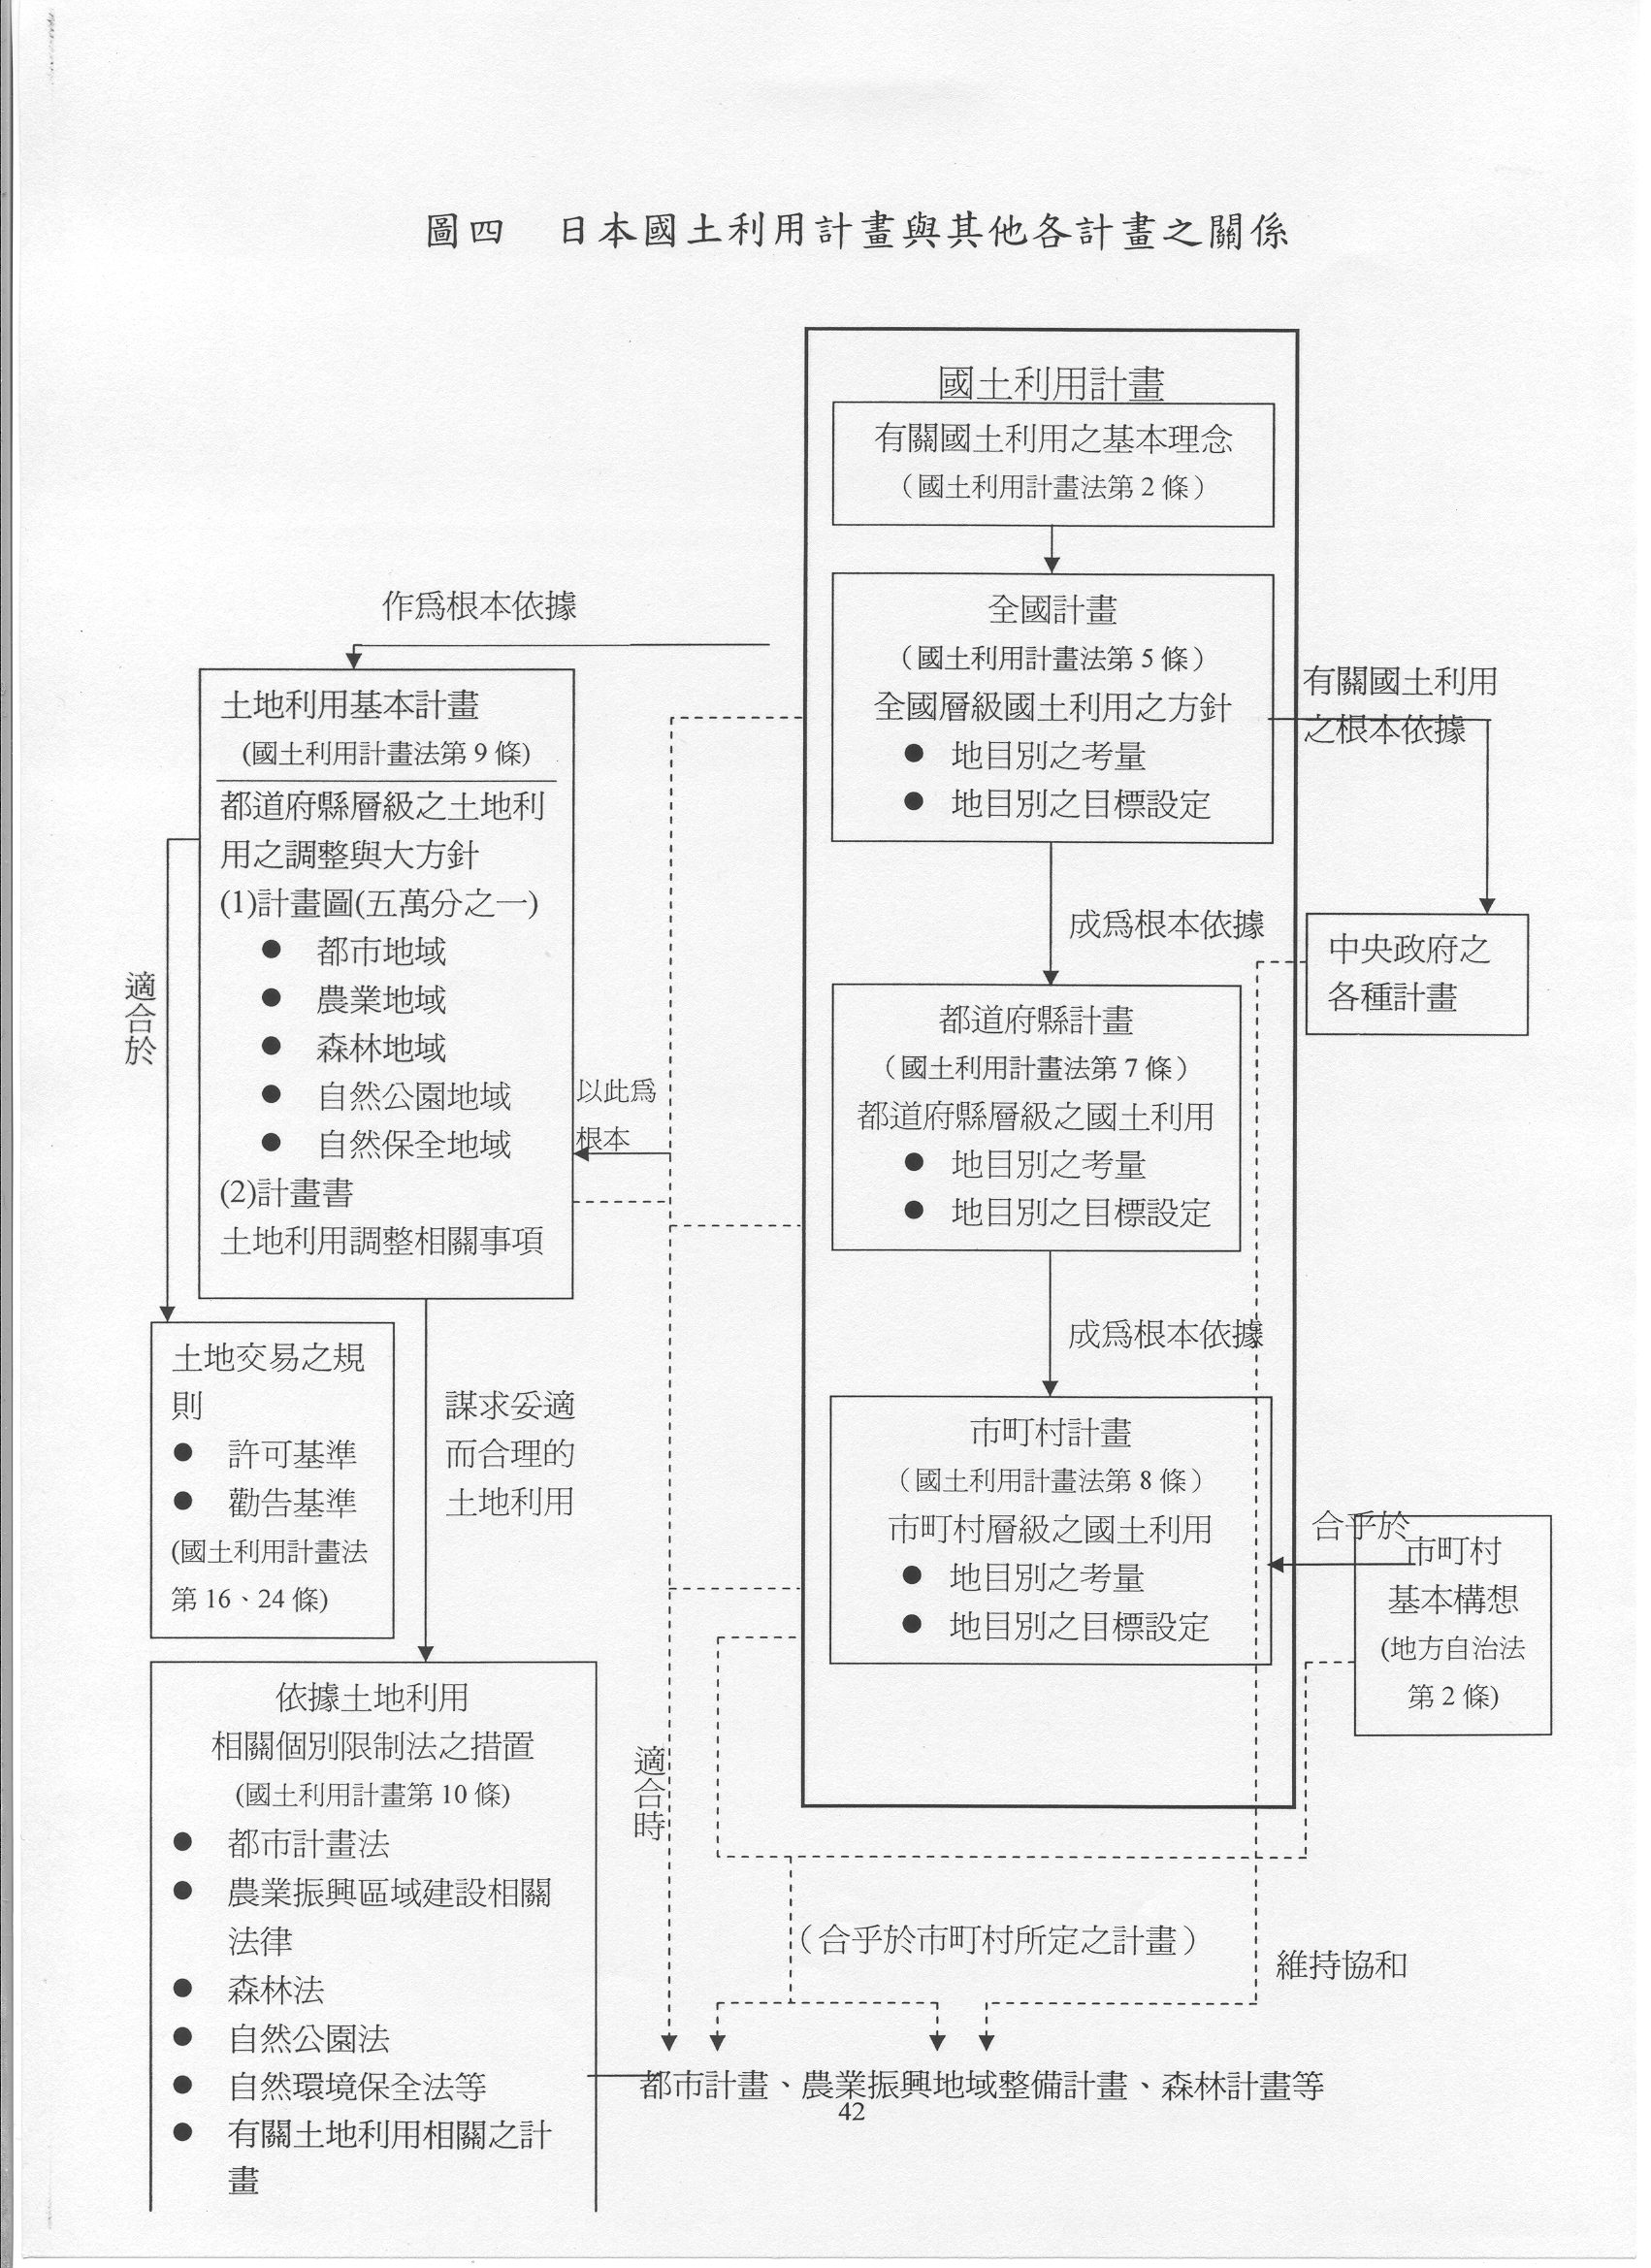 圖四　日本國土利用計畫與其他各計畫之關係
國土利用計畫
有關國土利用之基本理念
（國土利用計畫法第 2 條）
全國計畫
（國土利用計畫法第 5 條）
全國層級國土利用之方針
● 地目別之考量
● 地目別之目標設定
有關國土利用
之根本依據
中央政府之
各種計畫
成爲根本依據
都道府縣計畫
（國土利用計畫法第 7 條）
都道府縣層級之國土利用
● 地目別之考量
● 地目別之目標設定
成爲根本依據
市町村計畫
（國土利用計畫法第 8 條）
市町村層級之國土利用
● 地目別之考量
● 地目別之目標設定
合乎於
市町村
基本構想
(地方自治法
第 2 條)
作爲根本依據
土地利用基本計畫
(國土利用計畫法第 9 條)
都道府縣層級之土地利
用之調整與大方針
(1)計畫圖(五萬分之一)
● 都市地域
● 農業地域
● 森林地域
● 自然公園地域
● 自然保全地域
(2)計畫書
土地利用調整相關事項
以此爲
根本
適合於
土地交易之規
則
● 許可基準
● 勸告基準
(國土利用計畫法
第 16、24 條)
謀求妥適
而合理的
土地利用
依據土地利用
相關個別限制法之措置
(國土利用計畫第 10 條)
● 都市計畫法
● 農業振興區域建設相關
法律
● 森林法
● 自然公園法
● 自然環境保全法等
● 有關土地利用相關之計
畫
適合時
（合乎於市町村所定之計畫）
維持協和
都市計畫、農業振興地域整備計畫、森林計畫等
42